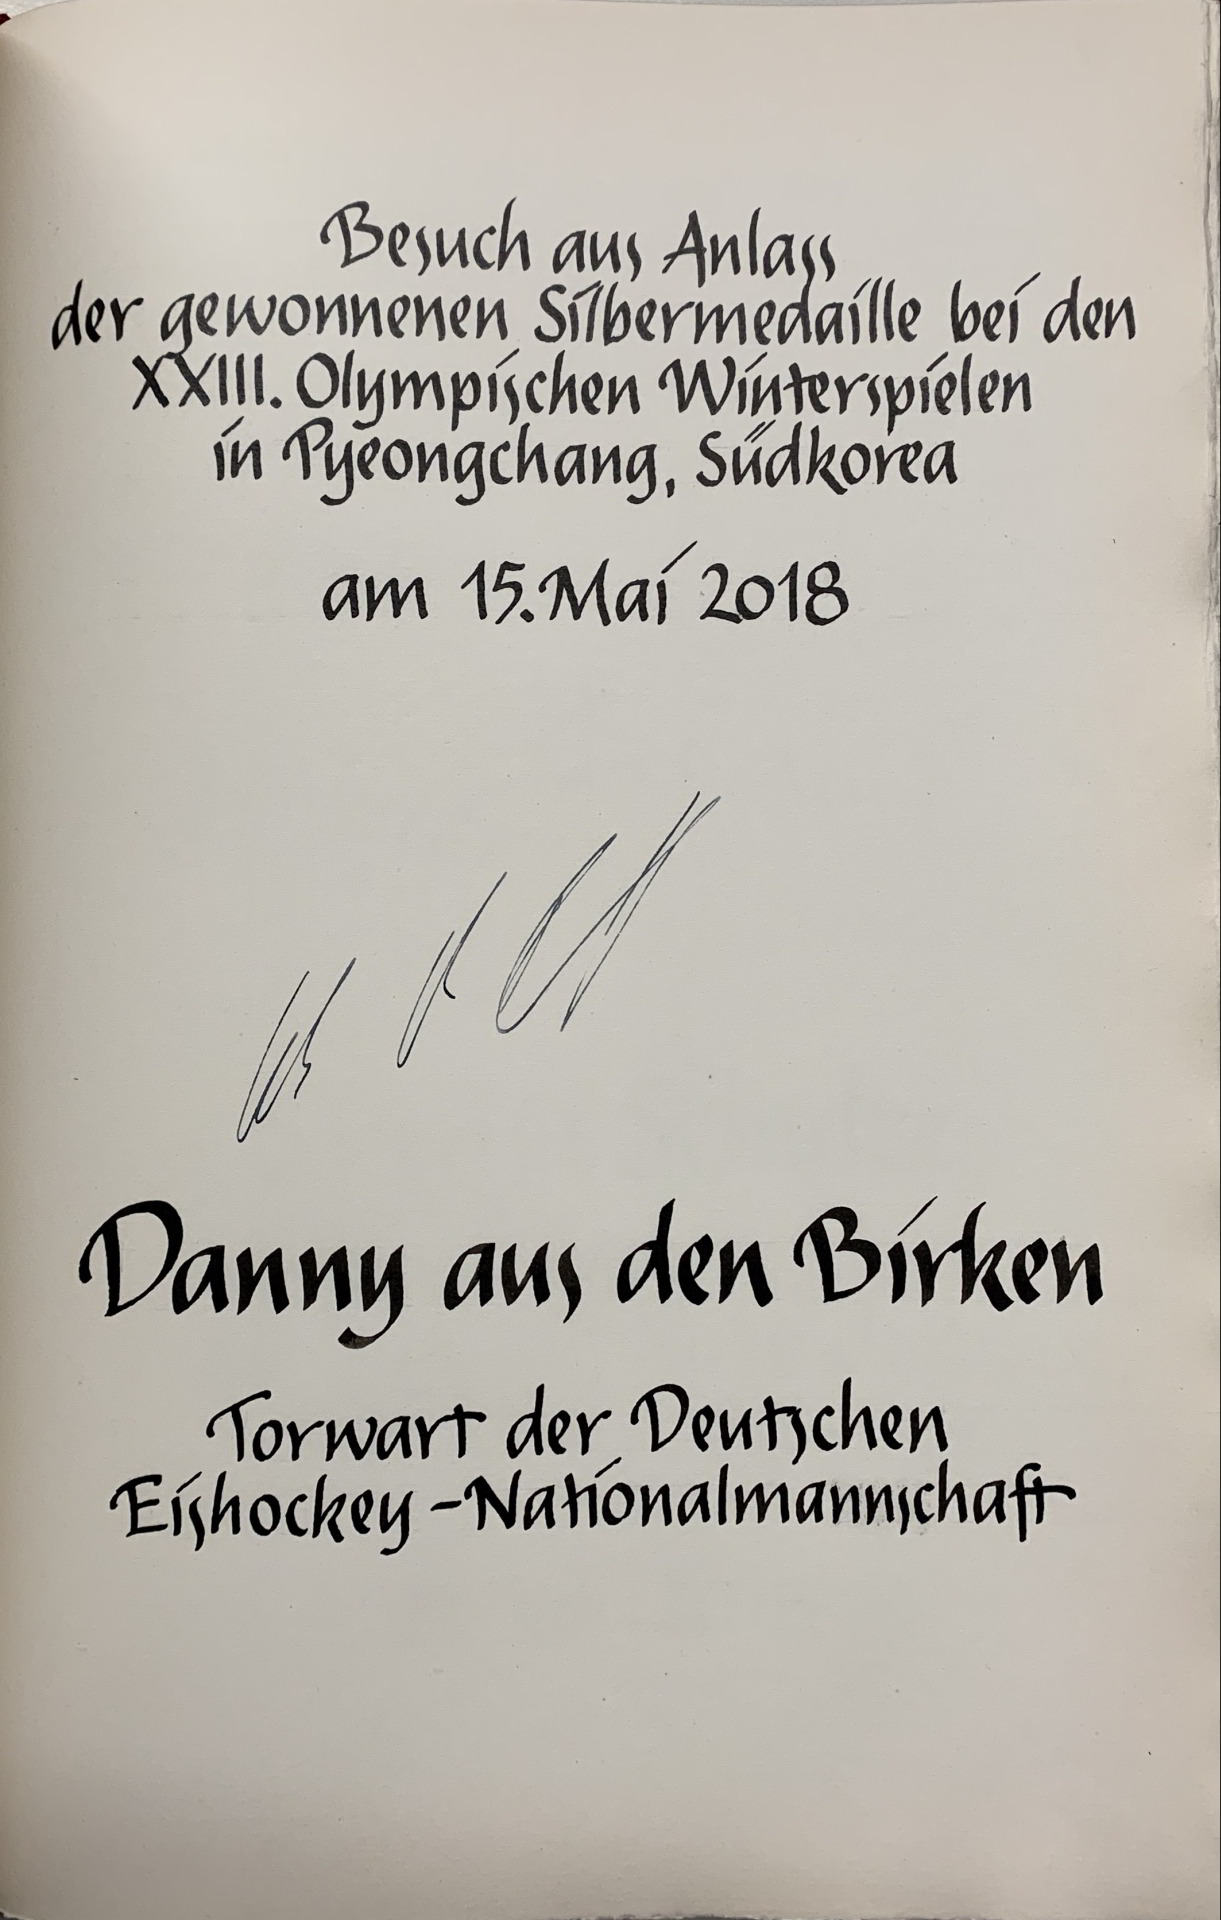 Besuch aus Anlass
der gewonnenen Silbermedaille bei den
XXIII. Olympischen Winterspielen
in Pyeongchang, Südkorea
am 15. Mai 2018
Danny aus den Birken
Torwart der Deutschen
Eishockey-Nationalmannschaft